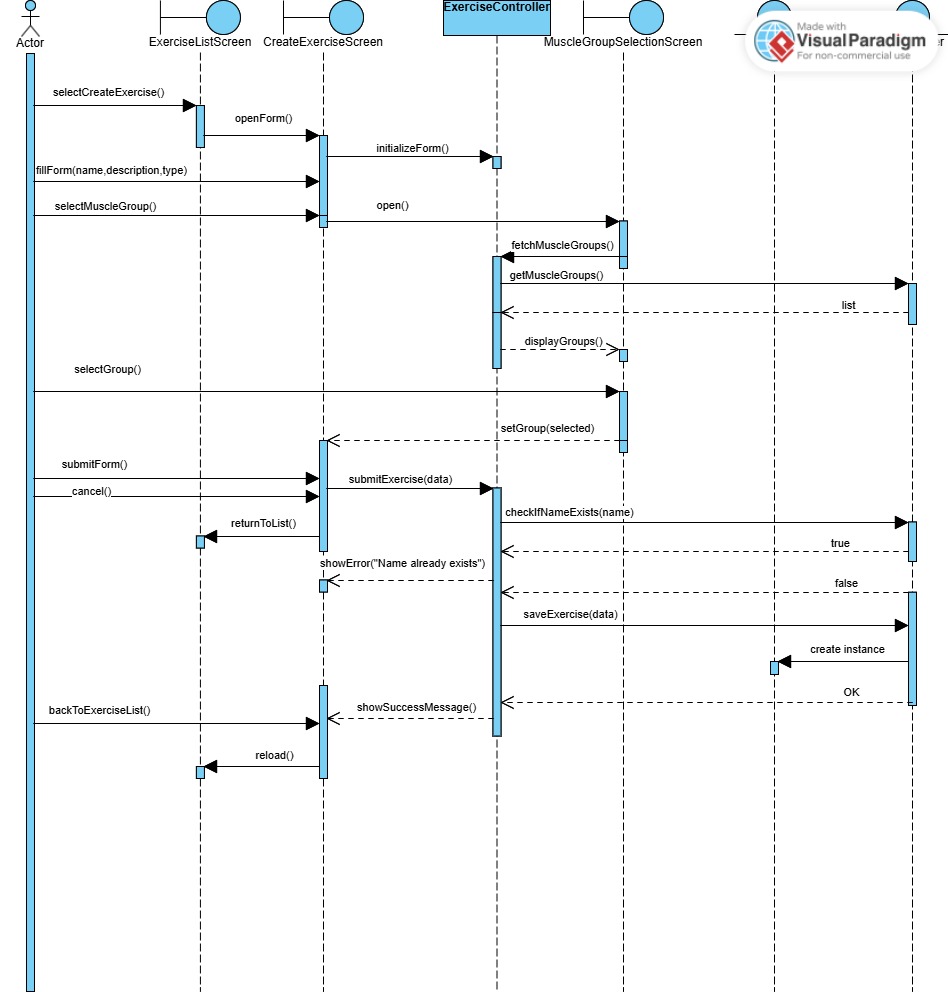 ExerciseController
Made with
VisualParadigm
For non-commercial use
Actor
ExerciseListScreen
CreateExerciseScreen
MuscleGroupSelectionScreen
selectCreateExercise()
openForm()
initializeForm()
fillForm(name,description,type)
selectMuscleGroup()
open()
fetchMuscleGroups()
getMuscleGroups()
list
displayGroups()
selectGroup()
setGroup(selected)
submitForm()
submitExercise(data)
cancel()
checkIfNameExists(name)
returnToList()
true
showError("Name already exists")
false
saveExercise(data)
create instance
OK
backToExerciseList()
showSuccessMessage()
reload()